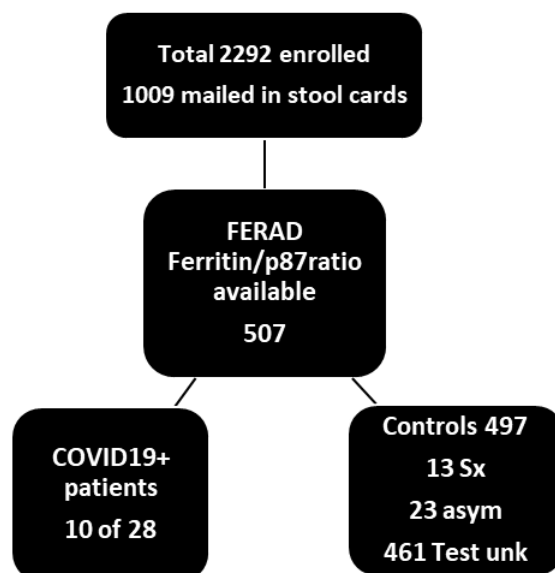 Total 2292 enrolled
1009 mailed in stool cards
FERAD
Ferritin/p87ratio
available
507
COVID19+
patients
10 of 28
Controls 497
13 Sx
23 asym
461 Test unk